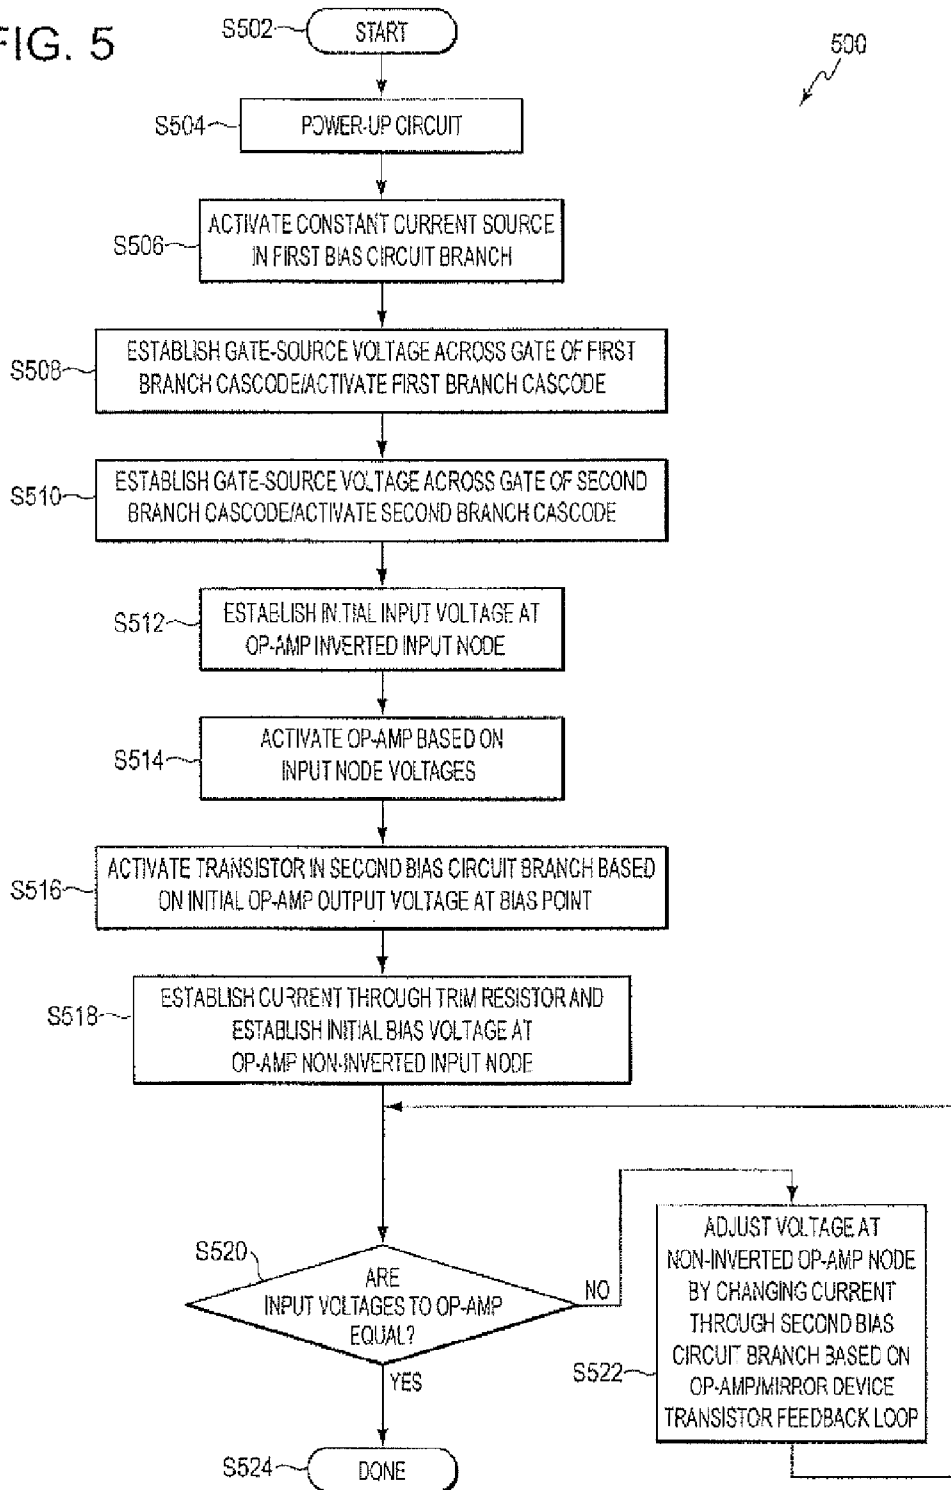 FIG. 5
500
S502
START
S504
POWER-UP CIRCUIT
S506
ACTIVATE CONSTANT CURRENT SOURCE
IN FIRST BIAS CIRCUIT BRANCH
S508
ESTABLISH GATE-SOURCE VOLTAGE ACROSS GATE OF FIRST
BRANCH CASCODE/ACTIVATE FIRST BRANCH CASCODE
S510
ESTABLISH GATE-SOURCE VOLTAGE ACROSS GATE OF SECOND
BRANCH CASCODE/ACTIVATE SECOND BRANCH CASCODE
S512
ESTABLISH INITIAL INPUT VOLTAGE AT
OP-AMP INVERTED INPUT NODE
S514
ACTIVATE OP-AMP BASED ON
INPUT NODE VOLTAGES
S516
ACTIVATE TRANSISTOR IN SECOND BIAS CIRCUIT BRANCH BASED
ON INITIAL OP-AMP OUTPUT VOLTAGE AT BIAS POINT
S518
ESTABLISH CURRENT THROUGH TRIM RESISTOR AND
ESTABLISH INITIAL BIAS VOLTAGE AT
OP-AMP NON-INVERTED INPUT NODE
S520
ARE
INPUT VOLTAGES TO OP-AMP
EQUAL?
NO
YES
S522
ADJUST VOLTAGE AT
NON-INVERTED OP-AMP NODE
BY CHANGING CURRENT
THROUGH SECOND BIAS
CIRCUIT BRANCH BASED ON
OP-AMP/MIRROR DEVICE
TRANSISTOR FEEDBACK LOOP
S524
DONE